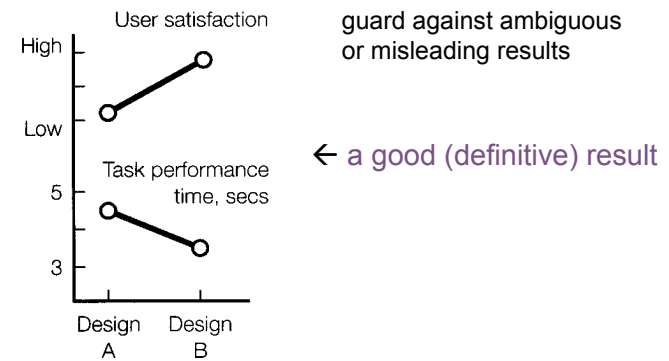 User satisfaction
High
Low
Task performance
time, secs
5
3
Design
A
Design
B
guard against ambiguous
or misleading results
← a good (definitive) result